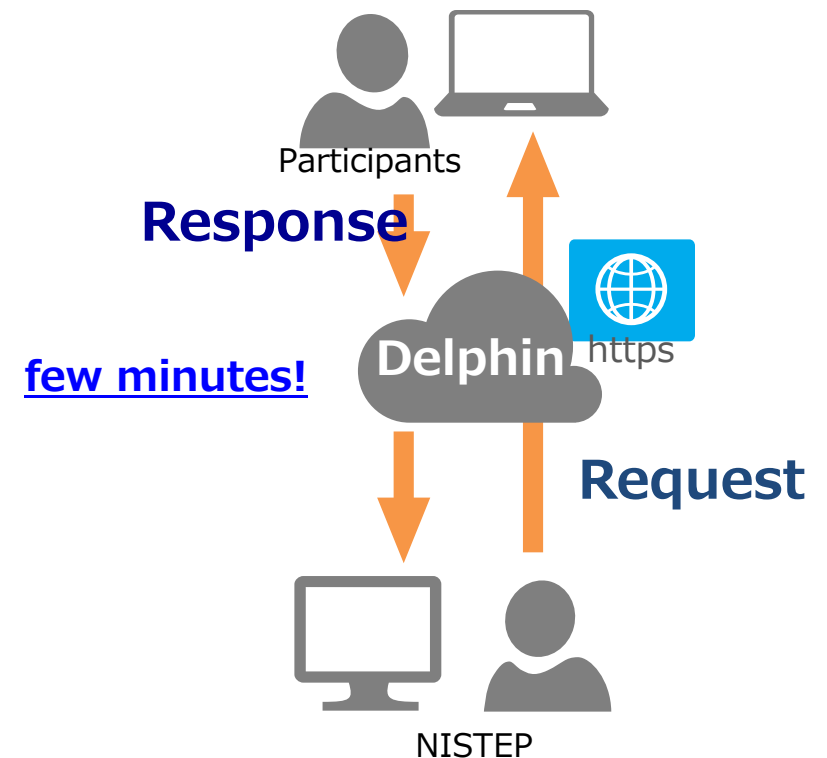 Participants
Response
https
Delphin
few minutes!
Request
NISTEP